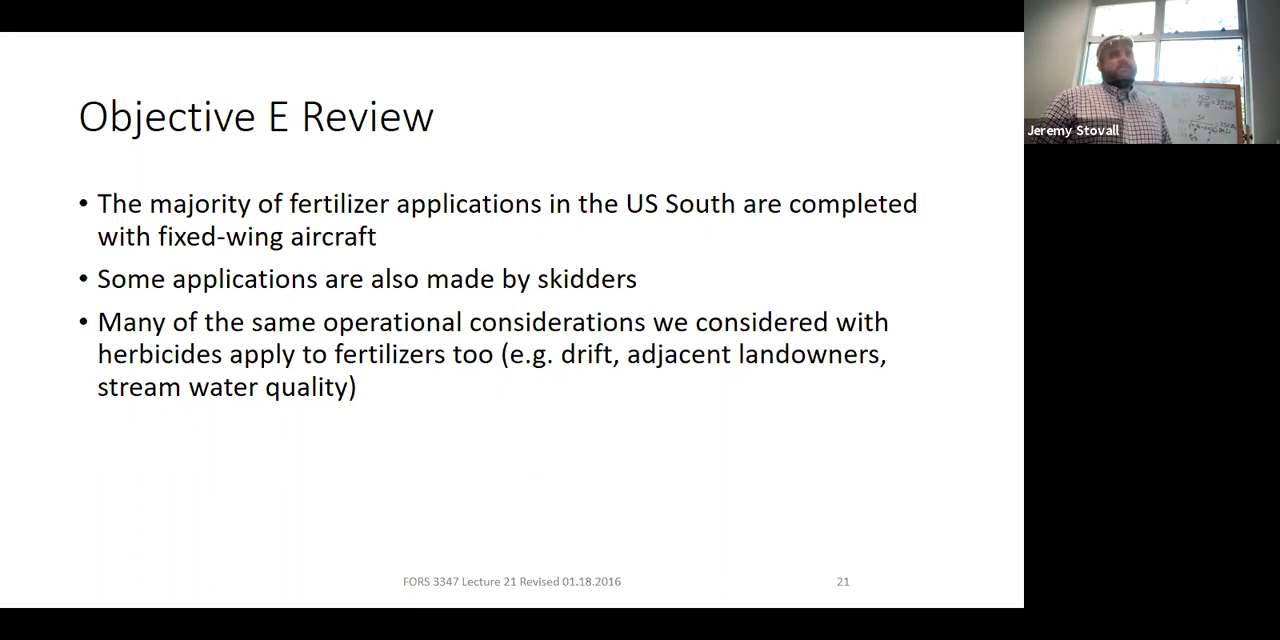 Objective E Review
• The majority of fertilizer applications in the US South are completed
with fixed-wing aircraft
• Some applications are also made by skidders
• Many of the same operational considerations we considered with
herbicides apply to fertilizers too (e.g. drift, adjacent landowners,
stream water quality)
FORS 3347 Lecture 21 Revised 01.18.2016
21
Jeremy Stovall